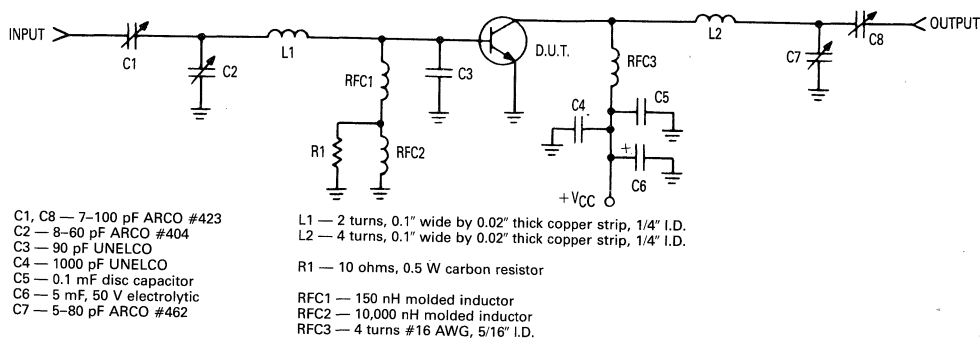 INPUT
C1
C2
L1
RFC1
R1
RFC2
C3
D.U.T.
RFC3
C4
C5
+
C6
+VCC
L2
C7
C8
OUTPUT
C1, C8 — 7–100 pF ARCO #423
C2 — 8–60 pF ARCO #404
C3 — 90 pF UNELCO
C4 — 1000 pF UNELCO
C5 — 0.1 mF disc capacitor
C6 — 5 mF, 50 V electrolytic
C7 — 5–80 pF ARCO #462
L1 — 2 turns, 0.1" wide by 0.02" thick copper strip, 1/4" I.D.
L2 — 4 turns, 0.1" wide by 0.02" thick copper strip, 1/4" I.D.
R1 — 10 ohms, 0.5 W carbon resistor
RFC1 — 150 nH molded inductor
RFC2 — 10,000 nH molded inductor
RFC3 — 4 turns #16 AWG, 5/16" I.D.